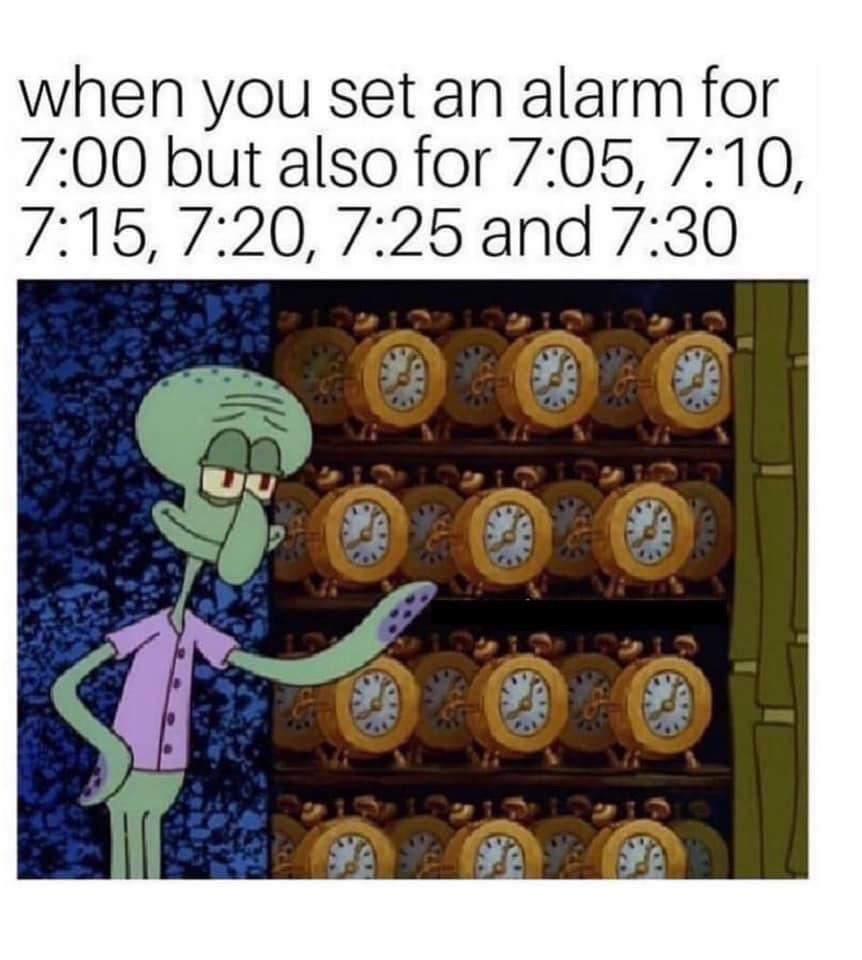 when you set an alarm for
7:00 but also for 7:05, 7:10,
7:15, 7:20, 7:25 and 7:30